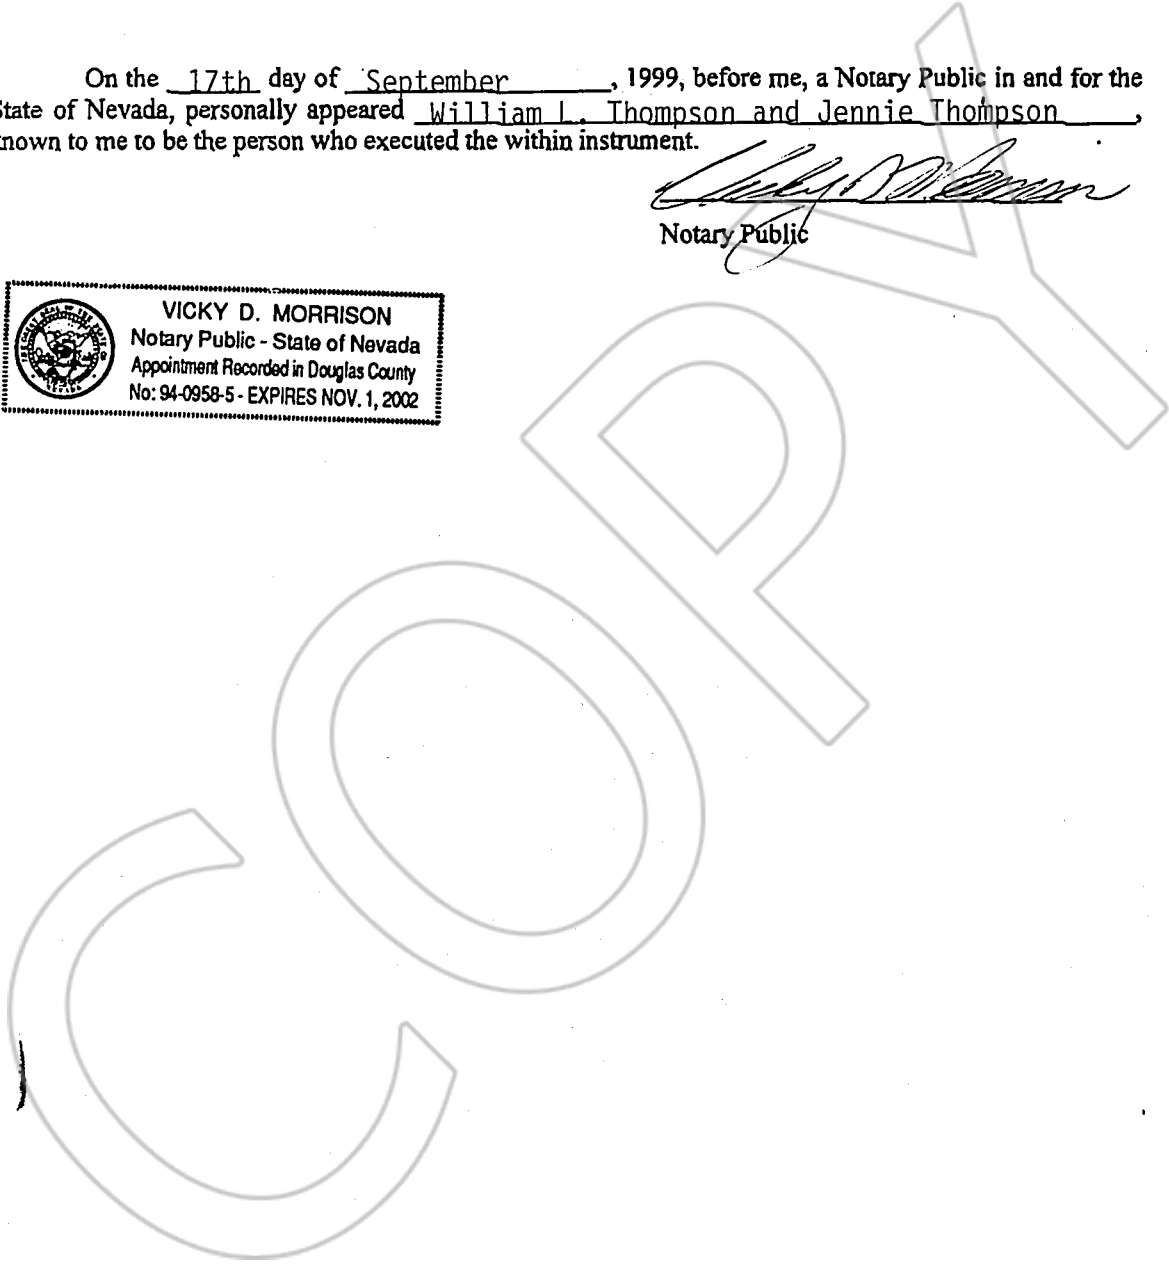 On the 17th day of September, 1999, before me, a Notary Public in and for the
State of Nevada, personally appeared William L. Thompson and Jennie Thompson,
nown to me to be the person who executed the within instrument.
Vicky D. Morrison
Notary Public
VICKY D. MORRISON
Notary Public - State of Nevada
Appointment Recorded in Douglas County
No: 94-0958-5 - EXPIRES NOV. 1, 2002
COPY